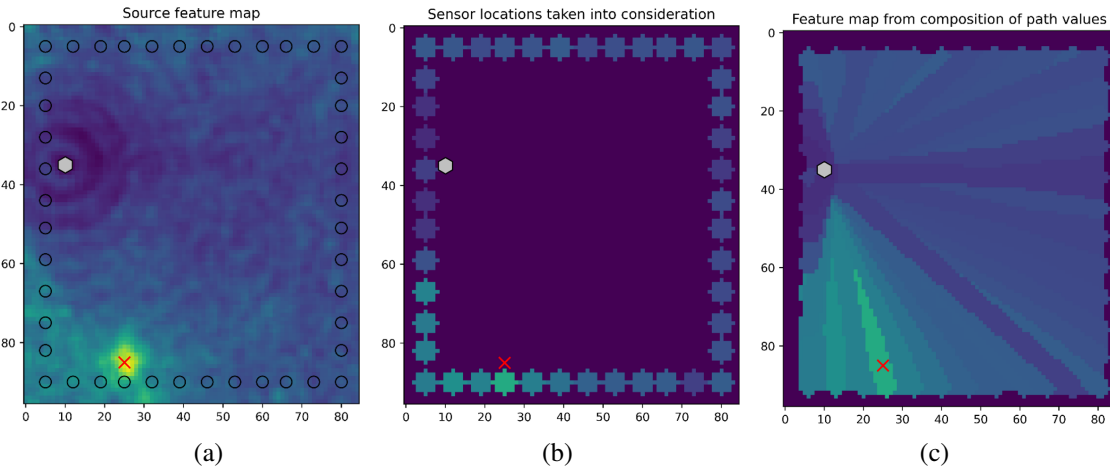 Source feature map
0
20
40
60
80
0 10 20 30 40 50 60 70 80
(a)
Sensor locations taken into consideration
0
20
40
60
80
0 10 20 30 40 50 60 70 80
(b)
Feature map from composition of path values
0
20
40
60
80
0 10 20 30 40 50 60 70 80
(c)